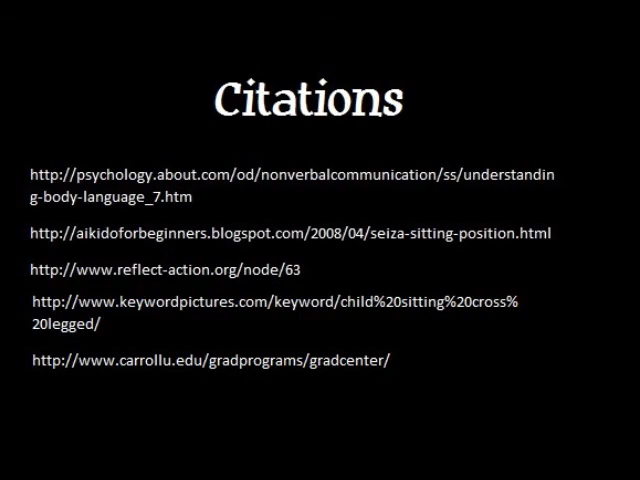 Citations
http://psychology.about.com/od/nonverbalcommunication/ss/understandin
g-body-language_7.htm
http://aikidoforbeginners.blogspot.com/2008/04/seiza-sitting-position.html
http://www.reflect-action.org/node/63
http://www.keywordpictures.com/keyword/child%20sitting%20cross%
20legged/
http://www.carrollu.edu/gradprograms/gradcenter/